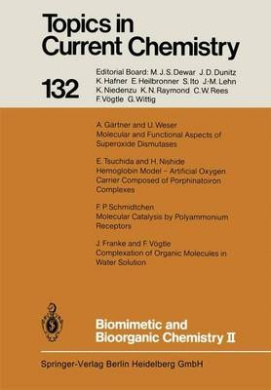 Topics in
Current Chemistry
132
Editorial Board: M.J.S. Dewar J.D. Dunitz
K. Hafner E. Heilbronner S. Ito J.-M. Lehn
K. Niedenzu K.N. Raymond C.W. Rees
F. Vögtle G. Wittig
A. Gärtner and U. Weser
Molecular and Functional Aspects of
Superoxide Dismutases
E. Tsuchida and H. Nishide
Hemoglobin Model – Artificial Oxygen
Carrier Composed of Porphinatoiron
Complexes
F. P. Schmidtchen
Molecular Catalysis by Polyammonium
Receptors
J. Franke and F. Vögtle
Complexation of Organic Molecules in
Water Solution
Biomimetic and
Bioorganic Chemistry II
Springer-Verlag Berlin Heidelberg GmbH